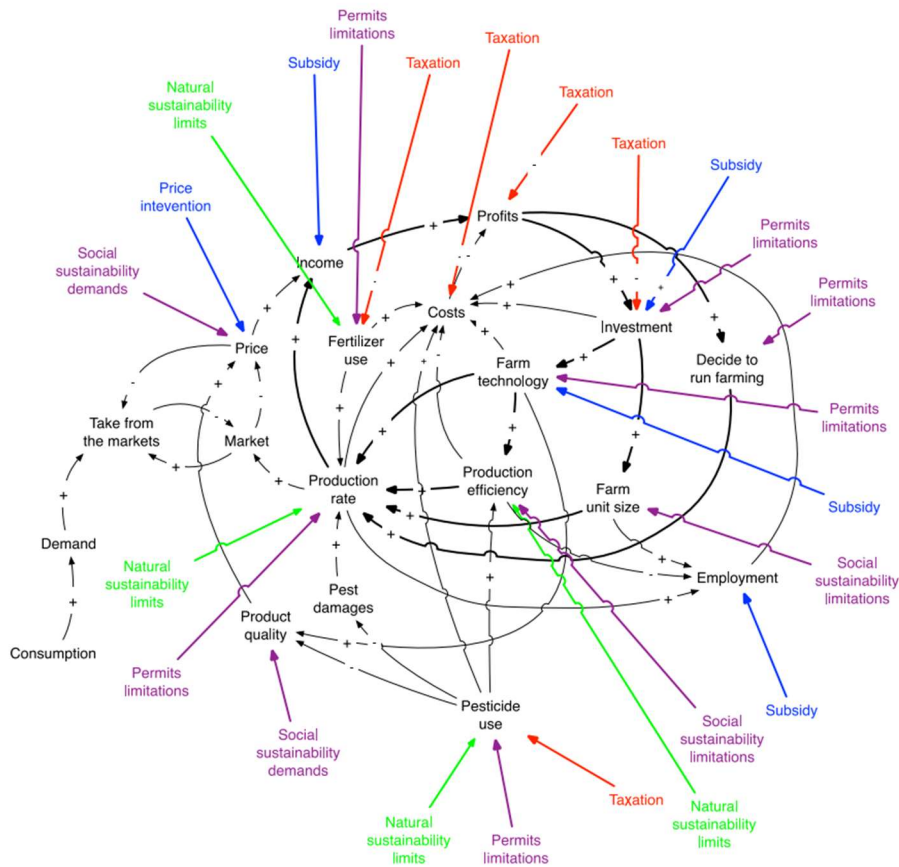 Permits
limitations
Taxation
Subsidy
Taxation
Natural
sustainability
limits
Taxation
Taxation
Subsidy
Price
intevention
Profits
Permits
limitations
Social
sustainability
demands
Income
Permits
limitations
Costs
Investment
Price
Fertilizer
use
Decide to
run farming
Farm
technology
Permits
limitations
Take from
the markets
Market
Production
rate
Production
efficiency
Farm
unit size
Subsidy
Demand
Natural
sustainability
limits
Employment
Social
sustainability
limitations
Pest
damages
Product
quality
Consumption
Permits
limitations
Pesticide
use
Subsidy
Social
sustainability
demands
Social
sustainability
limitations
Taxation
Natural
sustainability
limits
Natural
sustainability
limits
Permits
limitations